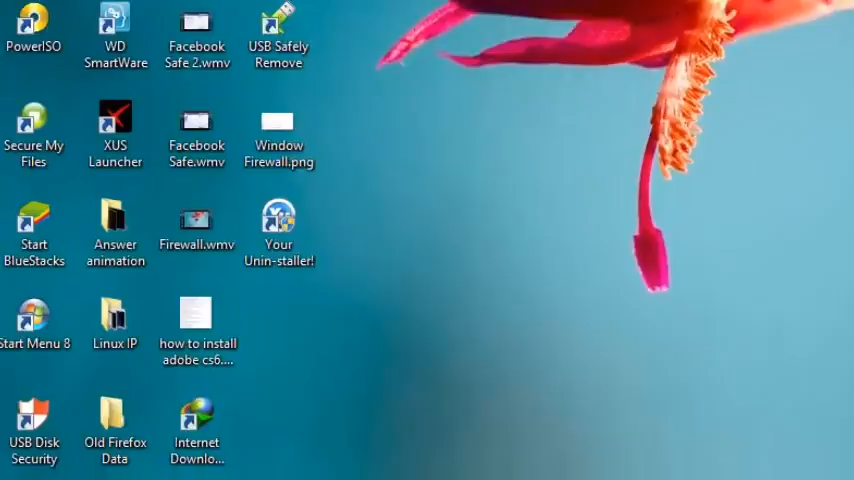 PowerISO
WD
SmartWare
Facebook
Safe 2.wmv
USB Safely
Remove
Secure My
Files
XUS
Launcher
Facebook
Safe.wmv
Window
Firewall.png
Start
BlueStacks
Answer
animation
Firewall.wmv
Your
Unin-staller!
Start Menu 8
Linux IP
how to install
adobe cs6....
USB Disk
Security
Old Firefox
Data
Internet
Downlo...